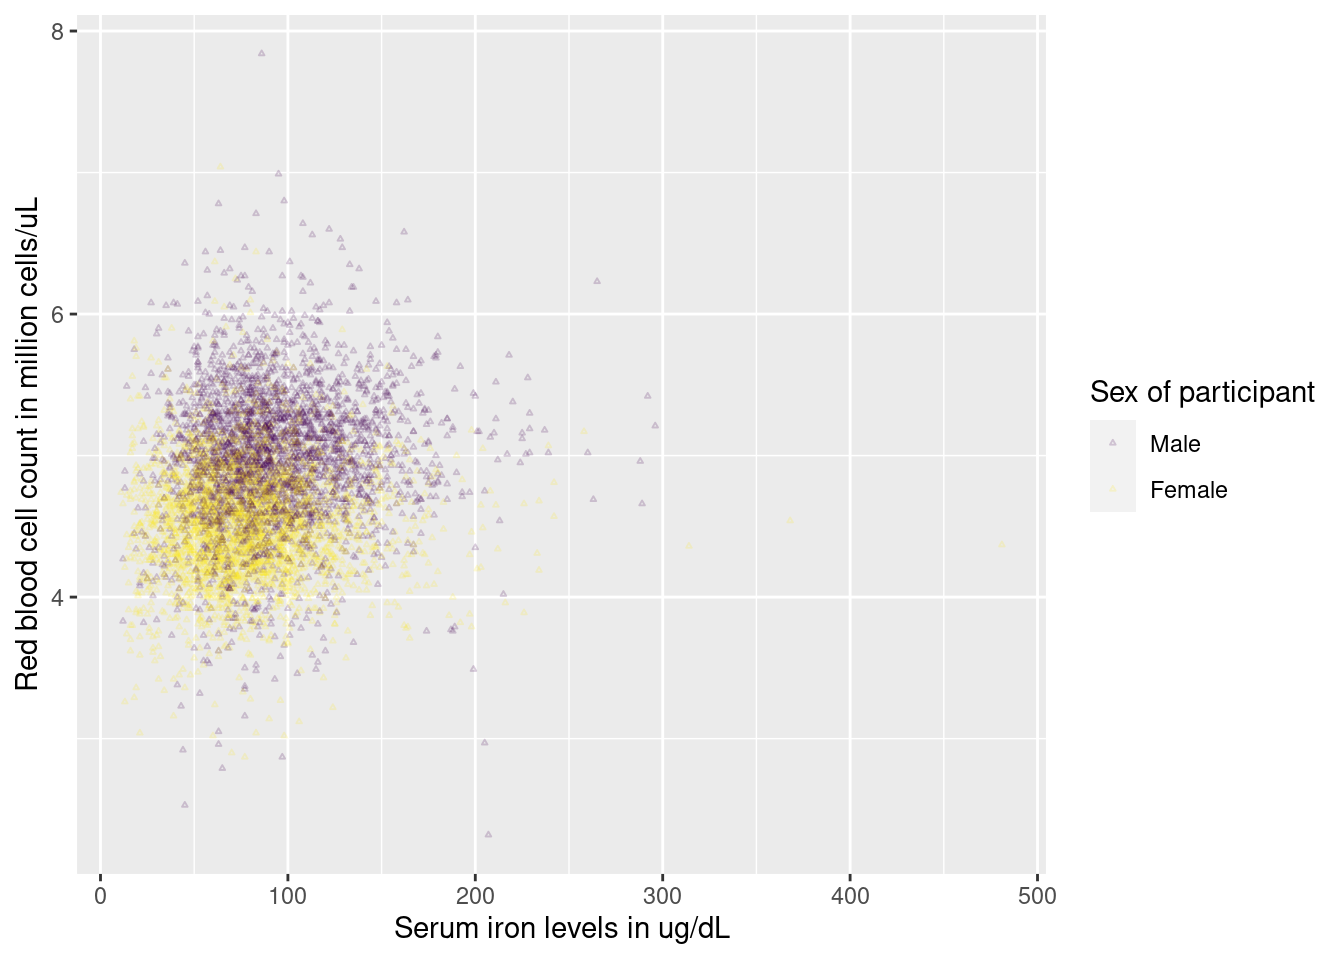 8
6
4
Red blood cell count in million cells/uL
0 100 200 300 400 500
Serum iron levels in ug/dL
Sex of participant
Male
Female